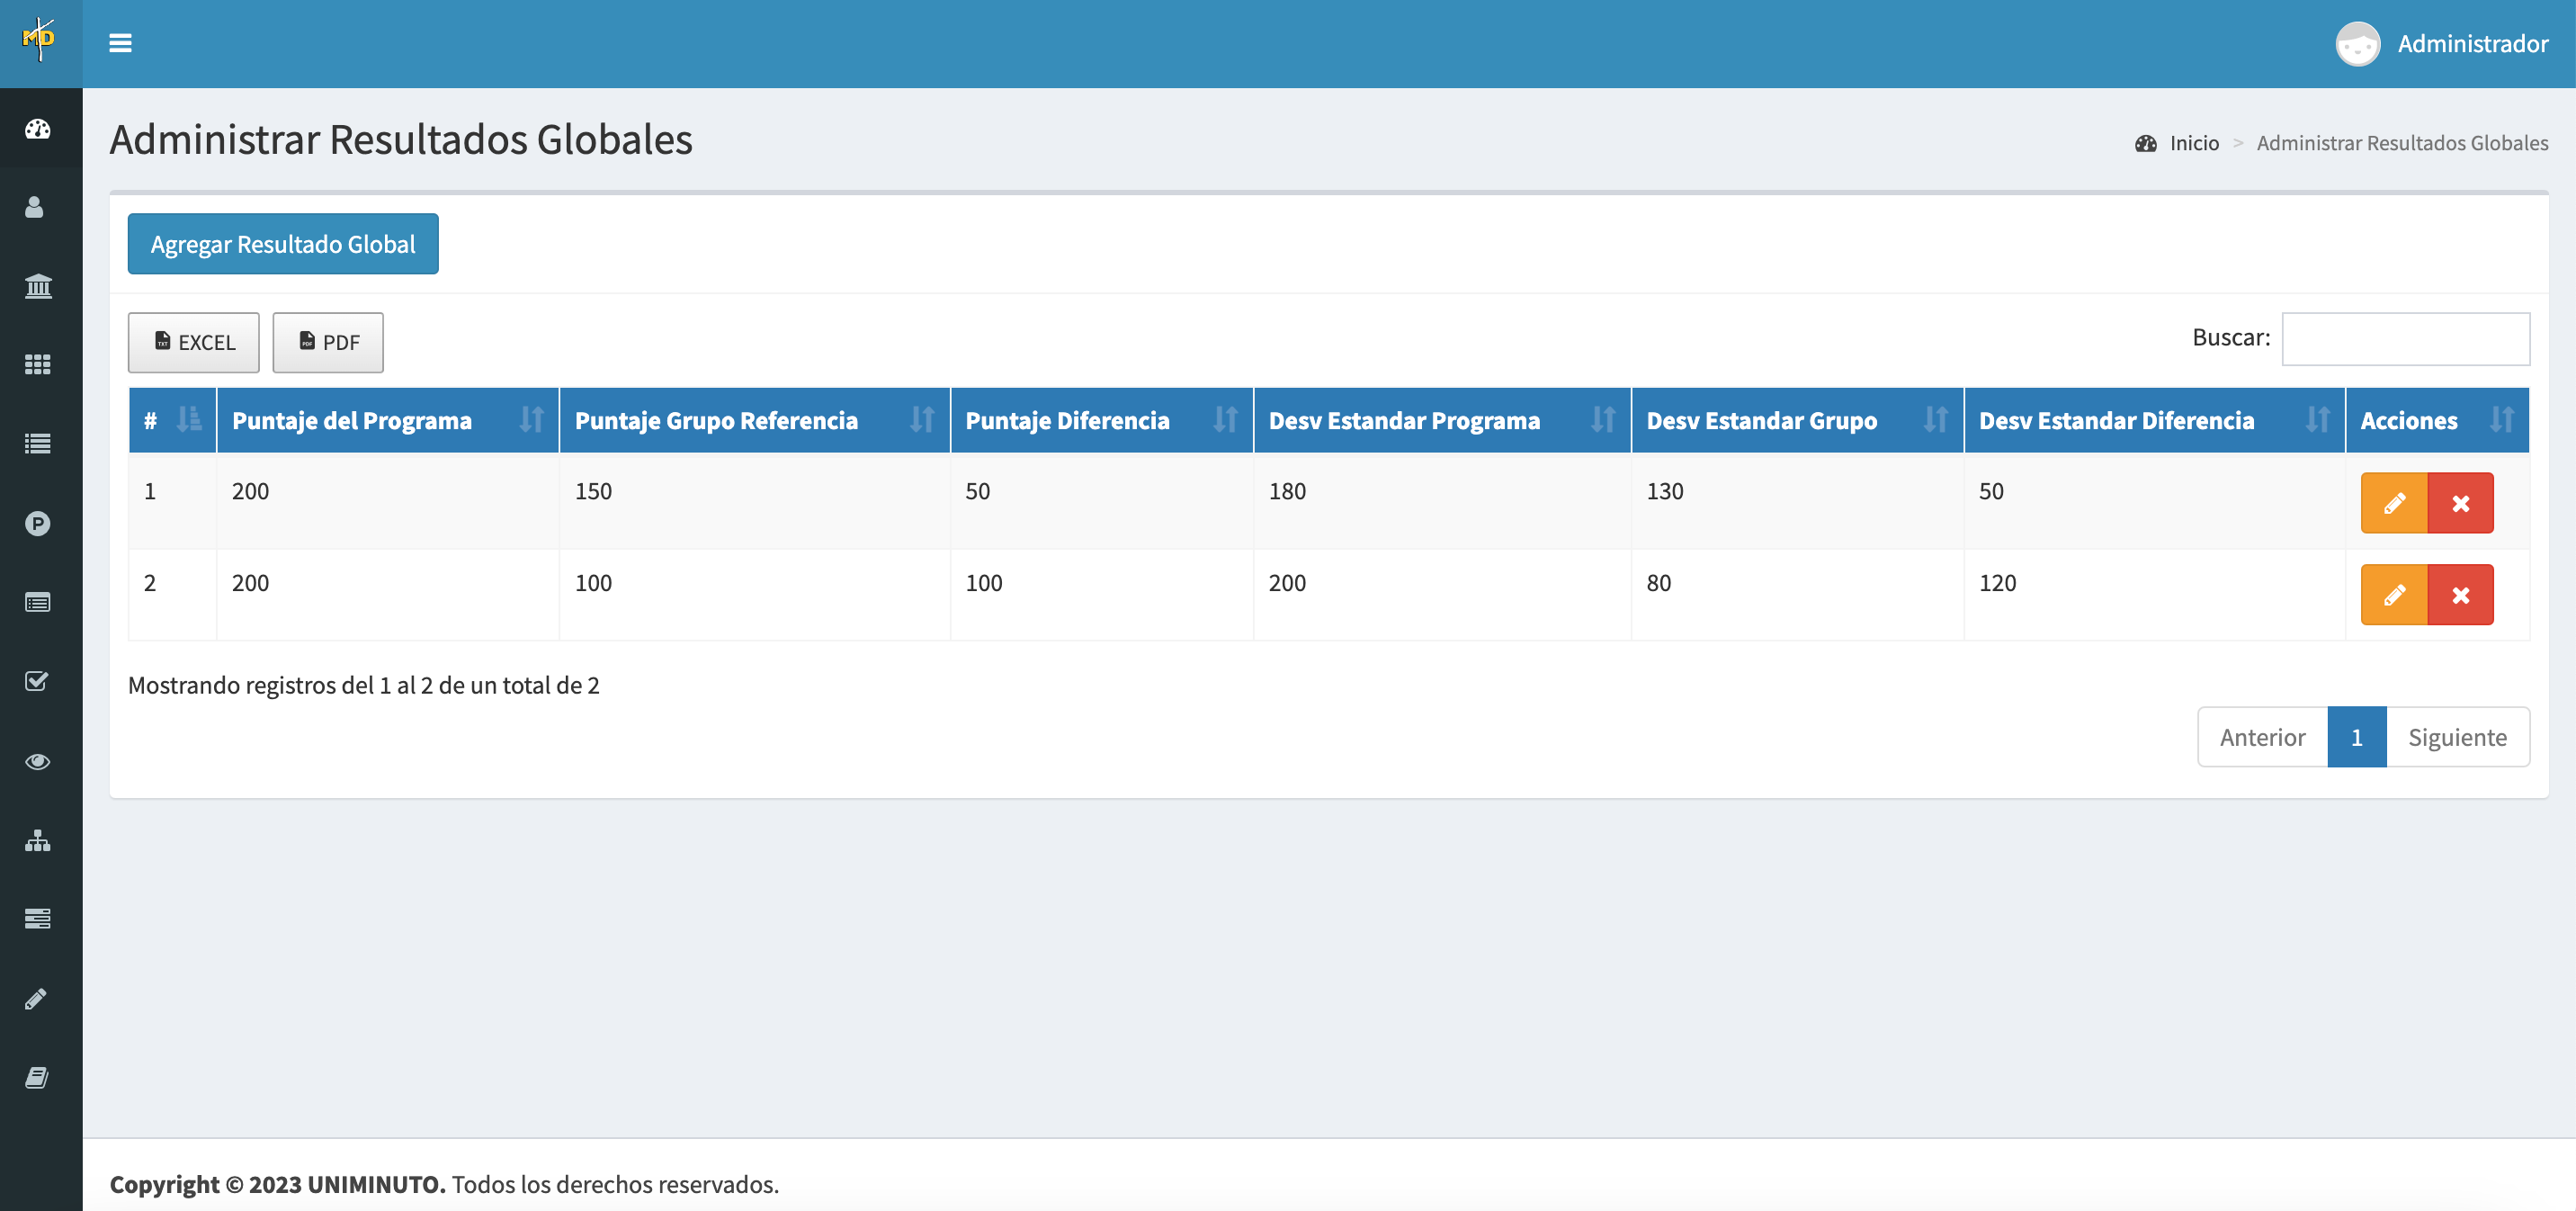 MD
Administrador
Administrar Resultados Globales
Inicio > Administrar Resultados Globales
Agregar Resultado Global
EXCEL PDF
Buscar:
# Puntaje del Programa Puntaje Grupo Referencia Puntaje Diferencia Desv Estandar Programa Desv Estandar Grupo Desv Estandar Diferencia Acciones
1 200 150 50 180 130 50
2 200 100 100 200 80 120
Mostrando registros del 1 al 2 de un total de 2
Anterior 1 Siguiente
Copyright © 2023 UNIMINUTO. Todos los derechos reservados.